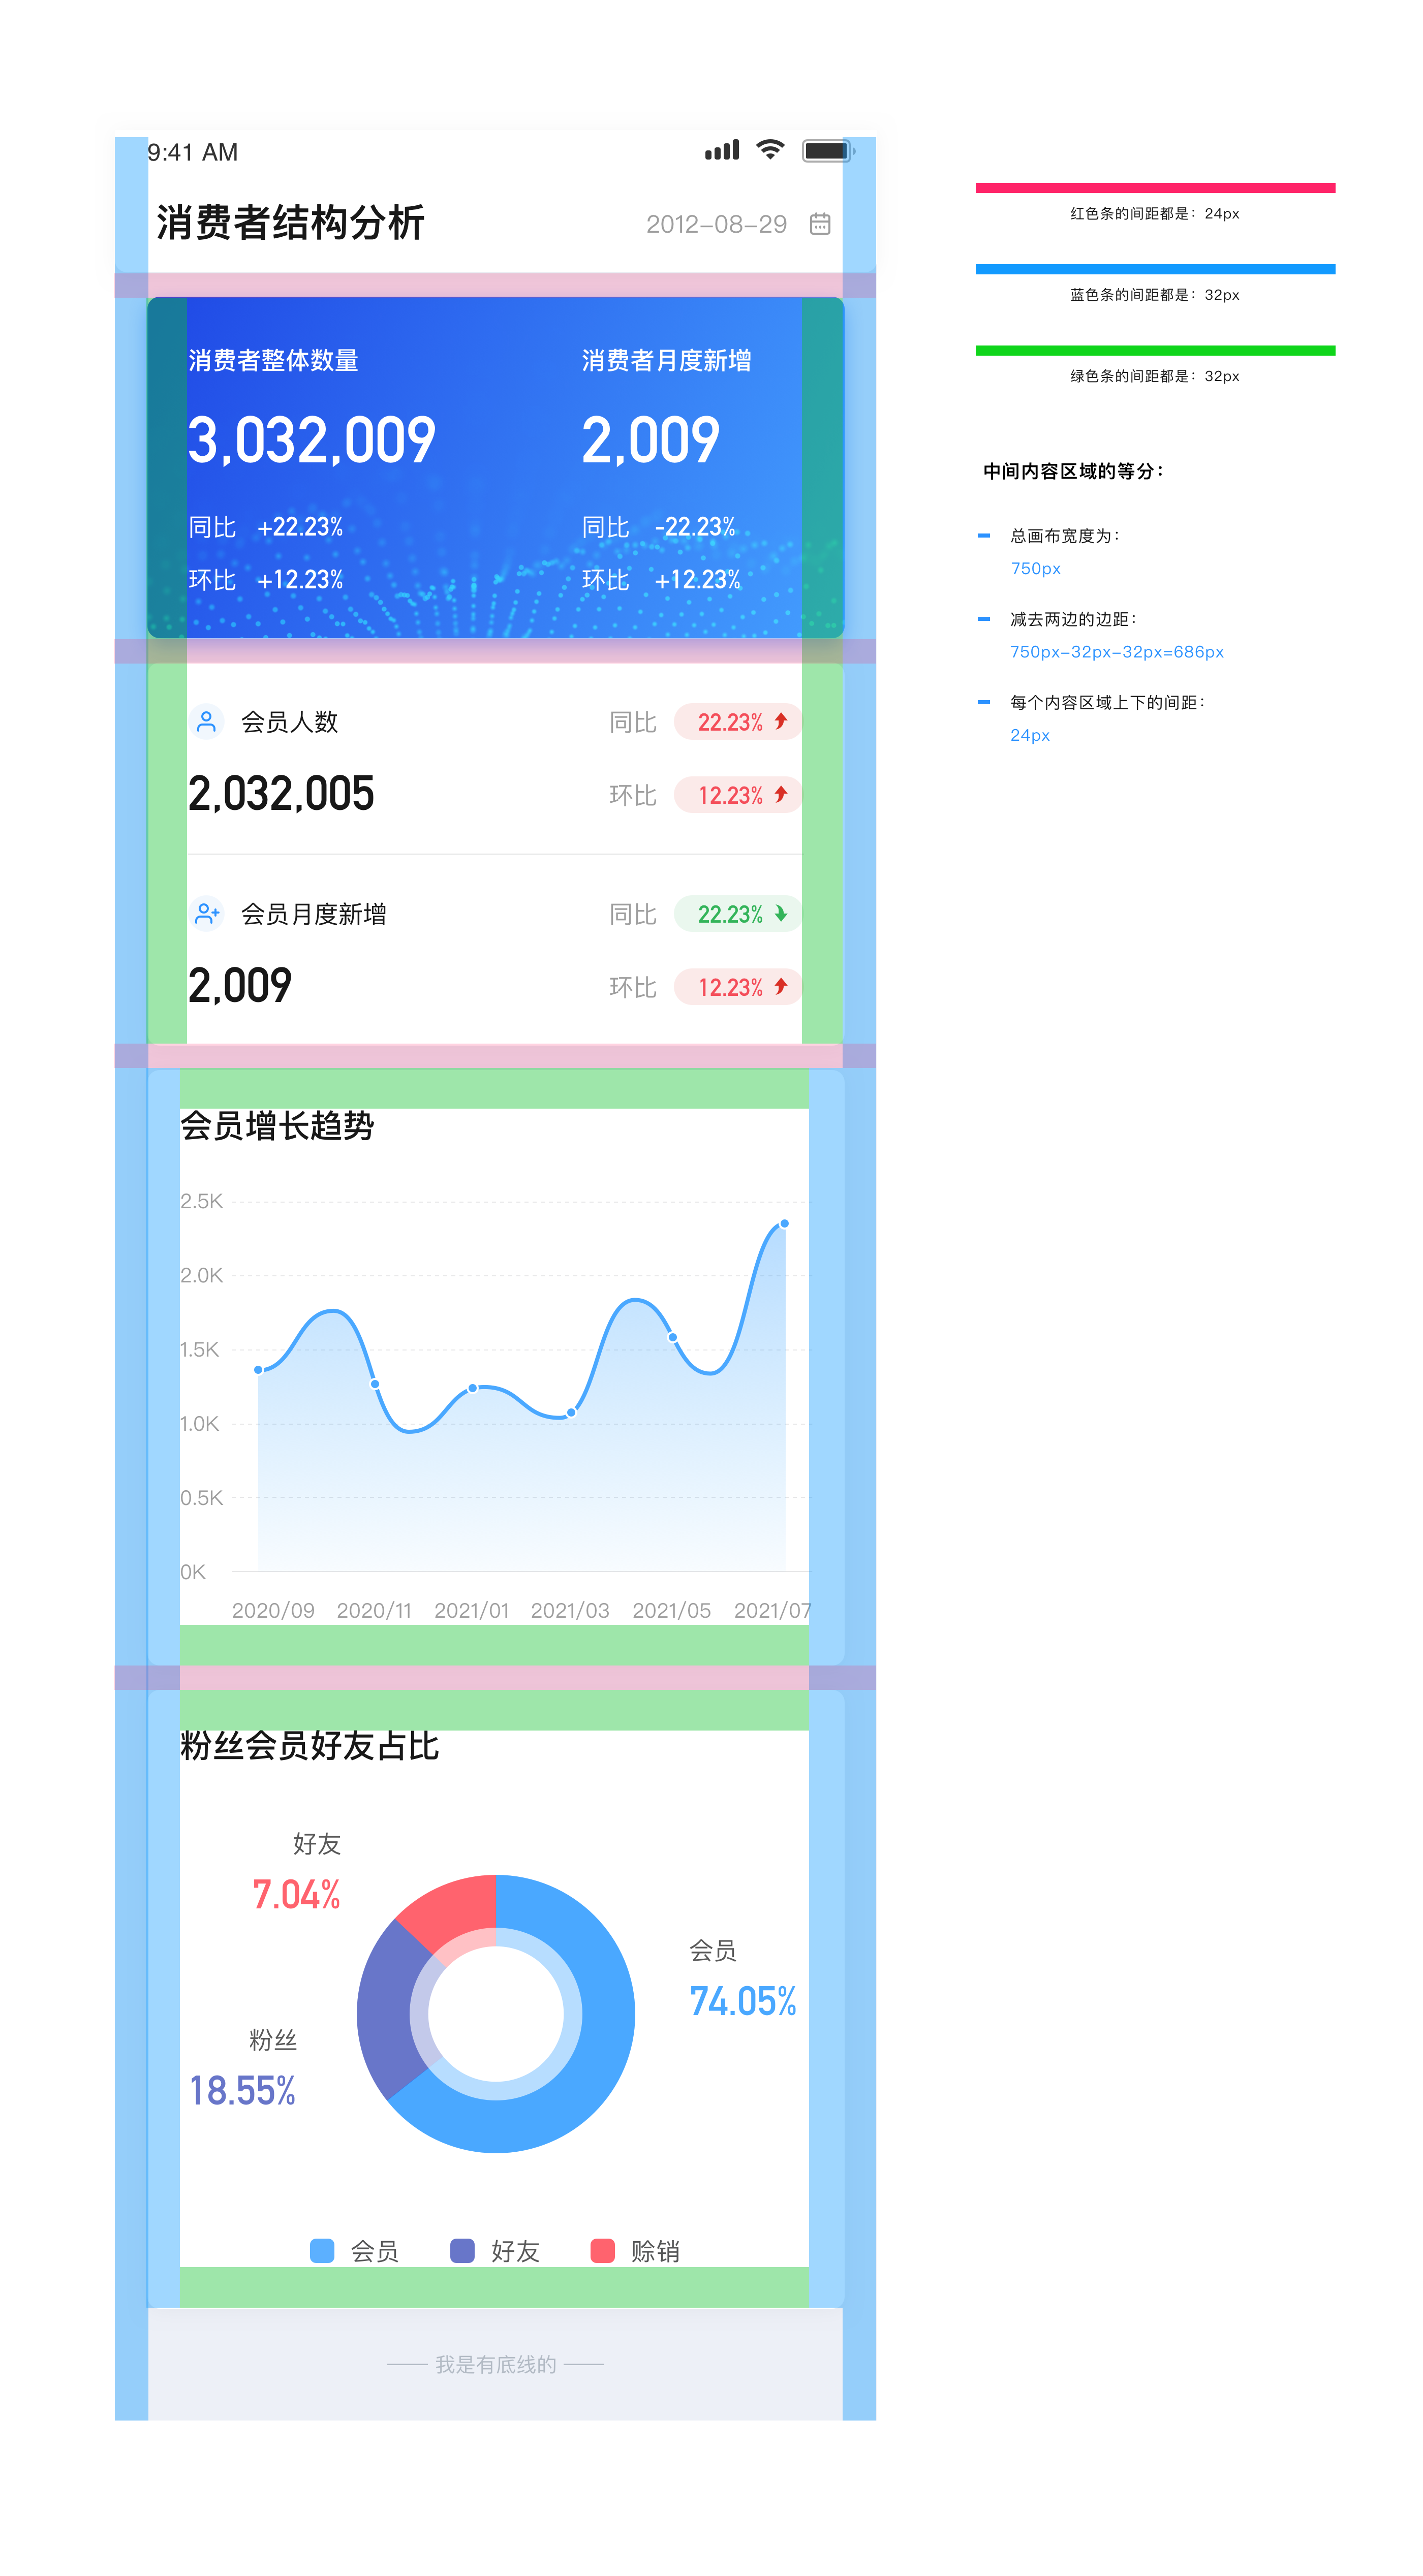 9:41 AM
消费者结构分析
2012-08-29
消费者整体数量
消费者月度新增
3,032,009
2,009
同比 +22.23%
同比 -22.23%
环比 +12.23%
环比 +12.23%
会员人数
同比 22.23%
2,032,005
环比 12.23%
会员月度新增
同比 22.23%
2,009
环比 12.23%
会员增长趋势
2.5K
2.0K
1.5K
1.0K
0.5K
0K
2020/09 2020/11 2021/01 2021/03 2021/05 2021/07
粉丝会员好友占比
好友
7.04%
会员
74.05%
粉丝
18.55%
会员 好友 赊销
我是有底线的
红色条的间距都是：24px
蓝色条的间距都是：32px
绿色条的间距都是：32px
中间内容区域的等分：
总画布宽度为：
750px
减去两边的边距：
750px-32px-32px=686px
每个内容区域上下的间距：
24px